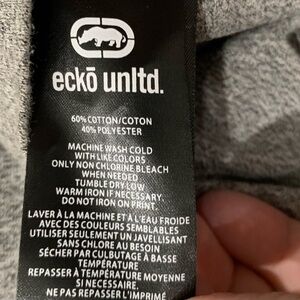 eckō unltd.
60% COTTON/COTON
40% POLYESTER
MACHINE WASH COLD
WITH LIKE COLORS
ONLY NON CHLORINE BLEACH
WHEN NEEDED
TUMBLE DRY LOW
WARM IRON IF NECESSARY.
DO NOT IRON ON PRINT.
LAVER À LA MACHINE ET À L'EAU FROIDE
AVEC DES COULEURS SEMBLABLES
UTILISER SEULEMENT UN JAVELLISANT
SANS CHLORE AU BESOIN
SÉCHER PAR CULBUTAGE À BASSE
TEMPÉRATURE
REPASSER À TEMPÉRATURE MOYENNE
SI NECESSAIRE.
NE PAS REPASSER L'IMPRIMÉ